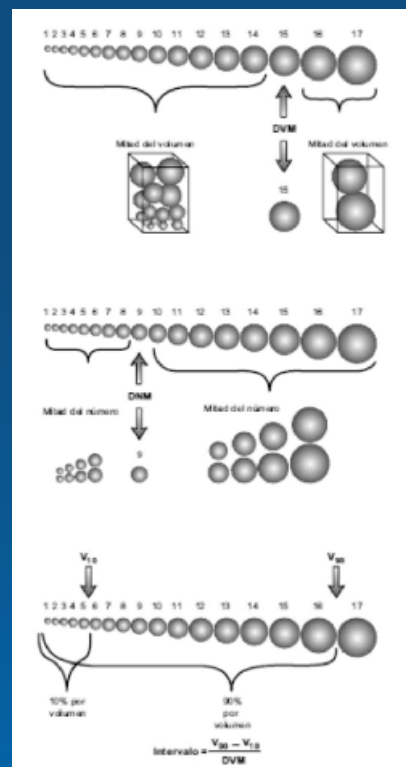 1 2 3 4 5 6 7 8 9 10 11 12 13 14 15 16 17
DVM
Mitad del volumen
Mitad del volumen
15
1 2 3 4 5 6 7 8 9 10 11 12 13 14 15 16 17
DNM
Mitad del número
Mitad del número
9
V₁₀
V₉₀
1 2 3 4 5 6 7 8 9 10 11 12 13 14 15 16 17
10% por
volumen
90%
por
volumen
Intervalo = V₉₀ – V₁₀
DVM